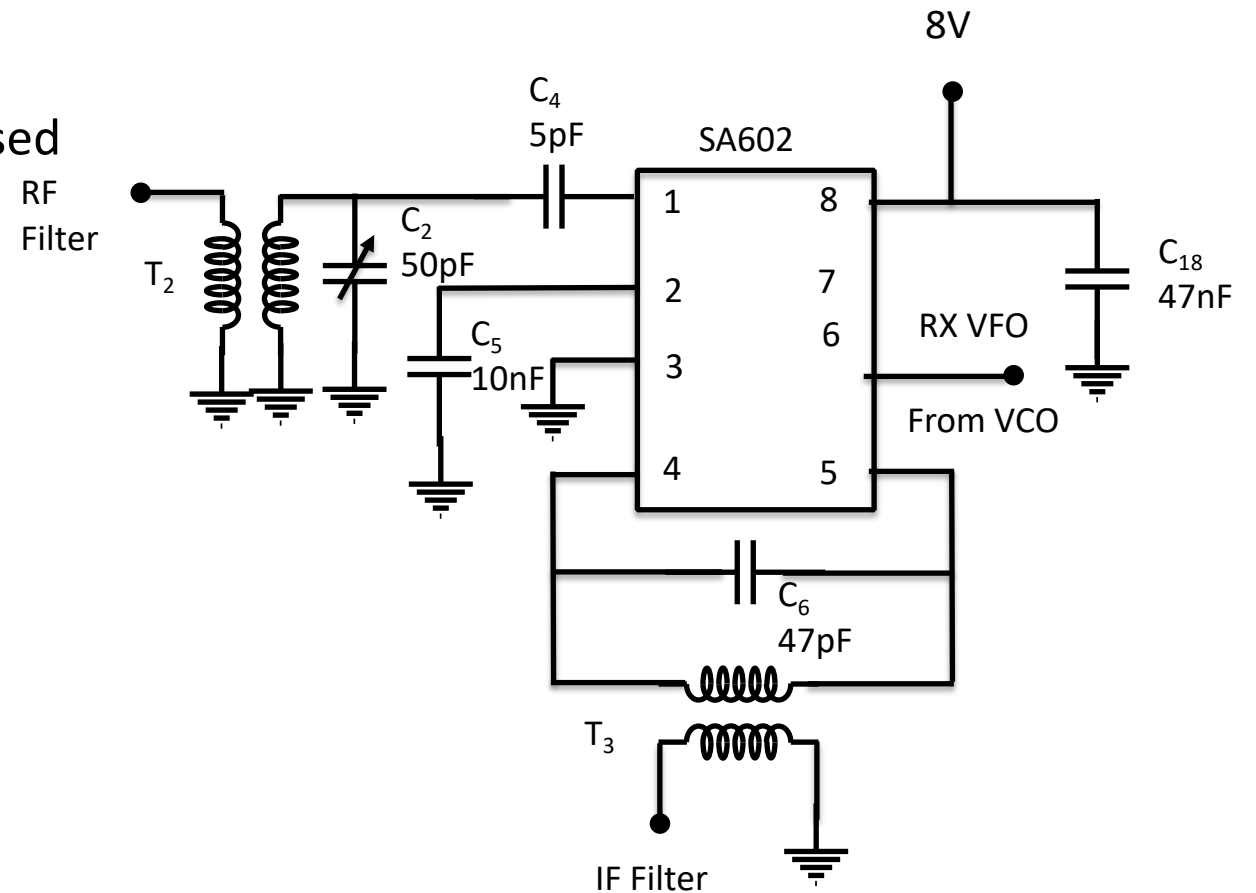 8V
C₄
5pF
SA602
sed
RF
Filter
1
8
C₂
50pF
C₁₈
47nF
T₂
2
7
RX VFO
6
C₅
10nF
3
From VCO
4
5
C₆
47pF
T₃
IF Filter